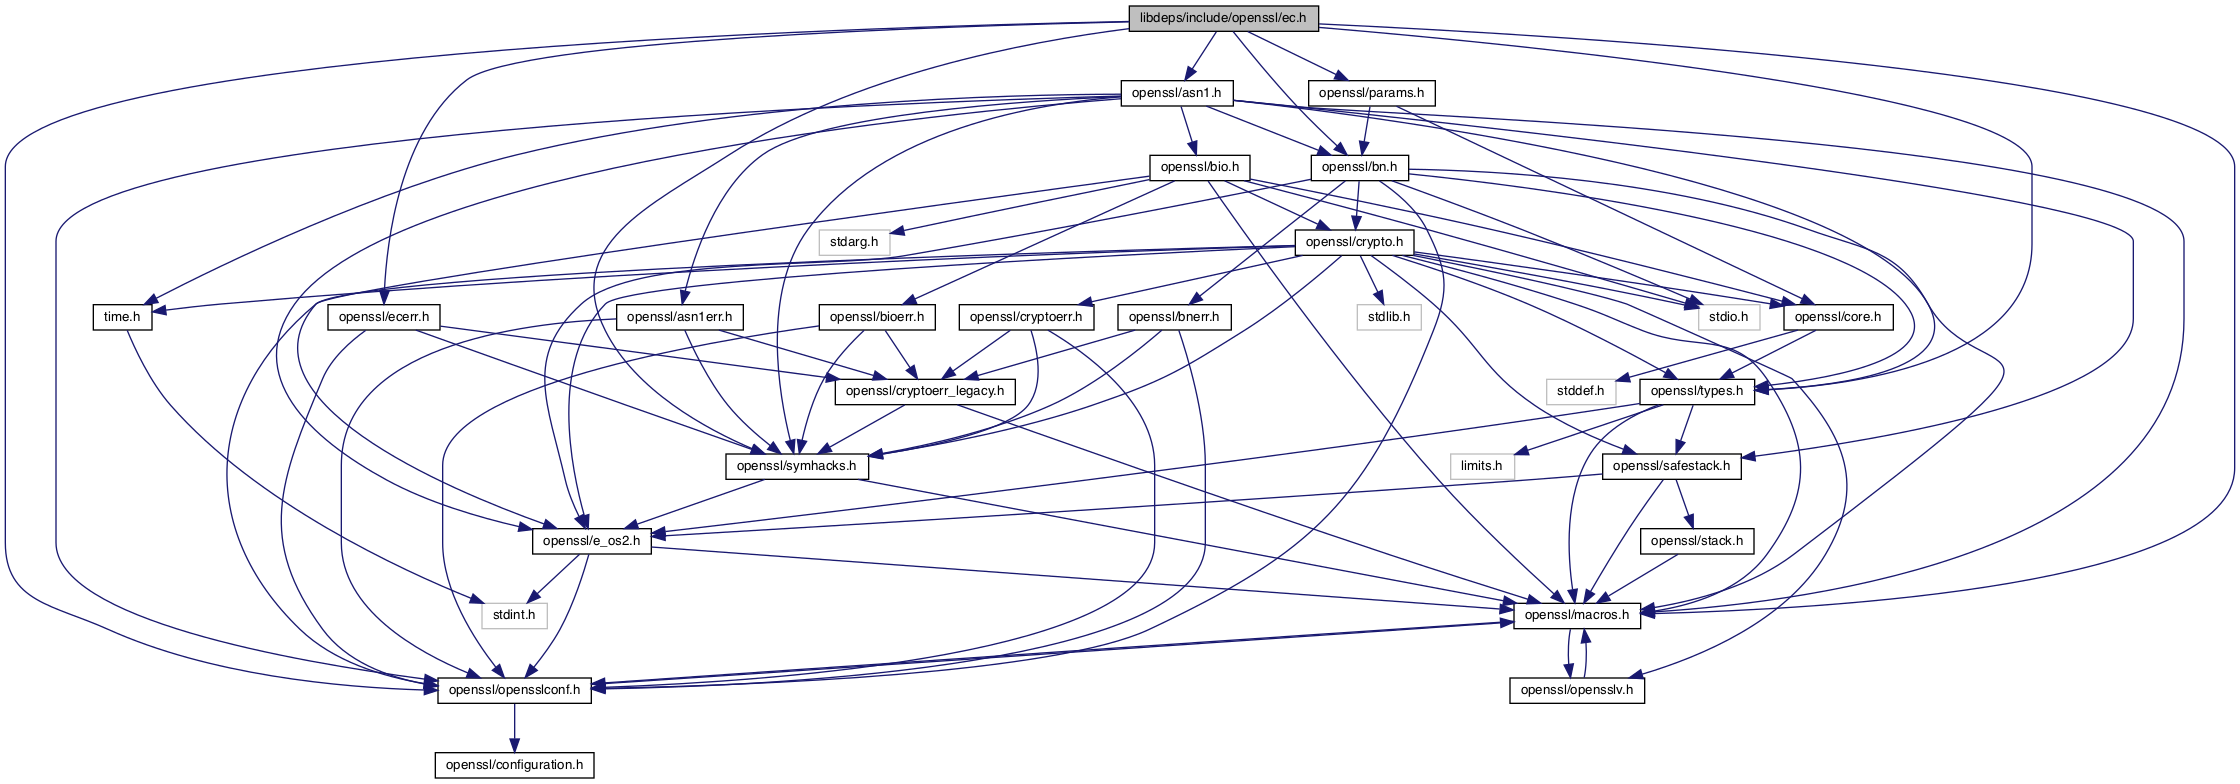 libdeps/include/openssl/ec.h
openssl/asn1.h
openssl/params.h
openssl/bio.h
openssl/bn.h
stdarg.h
openssl/crypto.h
time.h
openssl/ecerr.h
openssl/asn1err.h
openssl/bioerr.h
openssl/cryptoerr.h
openssl/bnerr.h
stdlib.h
stdio.h
openssl/core.h
openssl/cryptoerr_legacy.h
stddef.h
openssl/types.h
openssl/symhacks.h
limits.h
openssl/safestack.h
openssl/e_os2.h
openssl/stack.h
stdint.h
openssl/macros.h
openssl/opensslconf.h
openssl/opensslv.h
openssl/configuration.h